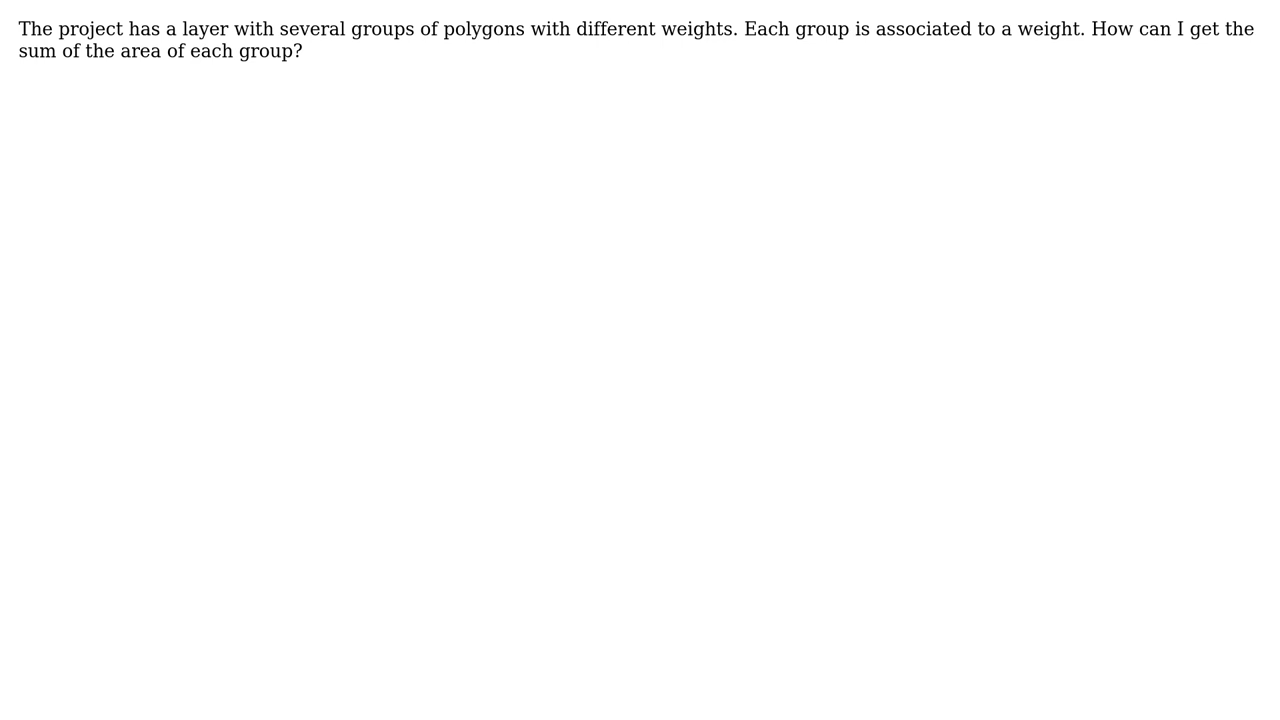 The project has a layer with several groups of polygons with different weights. Each group is associated to a weight. How can I get the
sum of the area of each group?